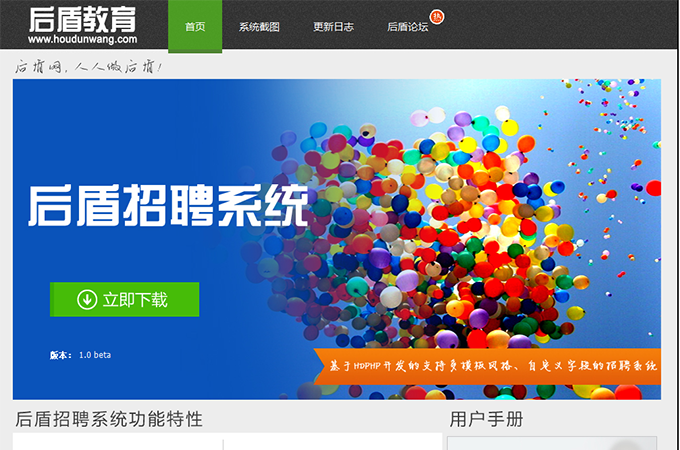 后盾教育
www.houdunwang.com
首页 系统截图 更新日志 后盾论坛 热
后盾网，人人做后盾！
后盾招聘系统
立即下载
版本： 1.0 beta
基于HDPHP开发的支持多模板风格、自定义字段的招聘系统
后盾招聘系统功能特性
用户手册